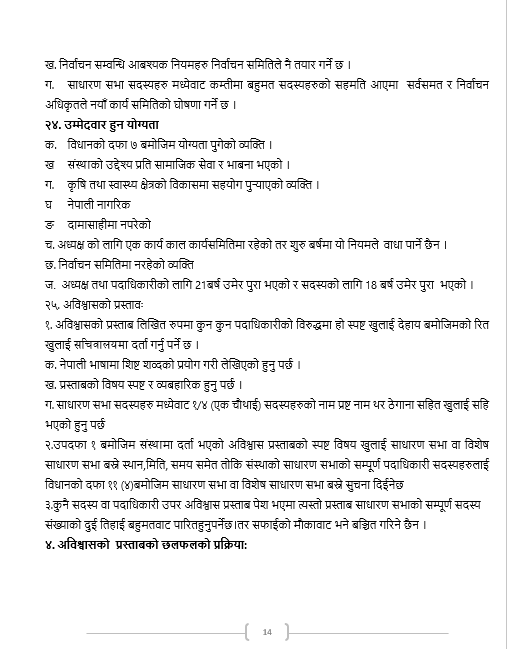 ख. निर्वाचन सम्वन्धि आबश्यक नियमहरु निर्वाचन समितिले नै तयार गर्ने छ ।
ग. साधारण सभा सदस्यहरु मध्येवाट कम्तीमा बहुमत सदस्यहरुको सहमति आएमा सर्वसमत र निर्वाचन
अधिकृतले नयाँ कार्य समितिको घोषणा गर्ने छ ।
२४. उम्मेदवार हुन योग्यता
क. विधानको दफा ७ बमोजिम योग्यता पुगेको व्यक्ति ।
ख संस्थाको उद्देश्य प्रति सामाजिक सेवा र भाबना भएको ।
ग. कृषि तथा स्वास्थ्य क्षेत्रको विकासमा सहयोग पुऱ्याएको व्यक्ति ।
घ नेपाली नागरिक
ङ दामासाहीमा नपरेको
च. अध्यक्ष को लागि एक कार्य काल कार्यसमितिमा रहेको तर शुरु बर्षमा यो नियमले वाधा पार्ने छैन ।
छ. निर्वाचन समितिमा नरहेको व्यक्ति
ज. अध्यक्ष तथा पदाधिकारीको लागि 21बर्ष उमेर पुरा भएको र सदस्यको लागि 18 बर्ष उमेर पुरा भएको ।
२५. अविश्वासको प्रस्तावः
१. अविश्वासको प्रस्ताब लिखित रुपमा कुन कुन पदाधिकारीको विरुद्धमा हो स्पष्ट खुलाई देहाय बमोजिमको रित
खुलाई सचिवालयमा दर्ता गर्नु पर्ने छ ।
क. नेपाली भाषामा शिष्ट शव्दको प्रयोग गरी लेखिएको हुनु पर्छ ।
ख. प्रस्ताबको विषय स्पष्ट र व्यबहारिक हुनु पर्छ ।
ग. साधारण सभा सदस्यहरु मध्येवाट १/४ (एक चौथाई) सदस्यहरुको नाम प्रष्ट नाम थर ठेगाना सहित खुलाई सहि
भएको हुनु पर्छ
२.उपदफा १ बमोजिम संस्थामा दर्ता भएको अविश्वास प्रस्ताबको स्पष्ट विषय खुलाई साधारण सभा वा विशेष
साधारण सभा बस्ने स्थान,मिति, समय समेत तोकि संस्थाको साधारण सभाको सम्पूर्ण पदाधिकारी सदस्यहरुलाई
विधानको दफा ११ (४)बमोजिम साधारण सभा वा विशेष साधारण सभा बस्ने सुचना दिईनेछ
३.कुनै सदस्य वा पदाधिकारी उपर अविश्वास प्रस्ताब पेश भएमा त्यस्तो प्रस्ताब साधारण सभाको सम्पूर्ण सदस्य
संख्याको दुई तिहाई बहुमतवाट पारितहुनुपर्नेछ।तर सफाईको मौकावाट भने बञ्चित गरिने छैन ।
४. अविश्वासको प्रस्ताबको छलफलको प्रक्रिया:
14